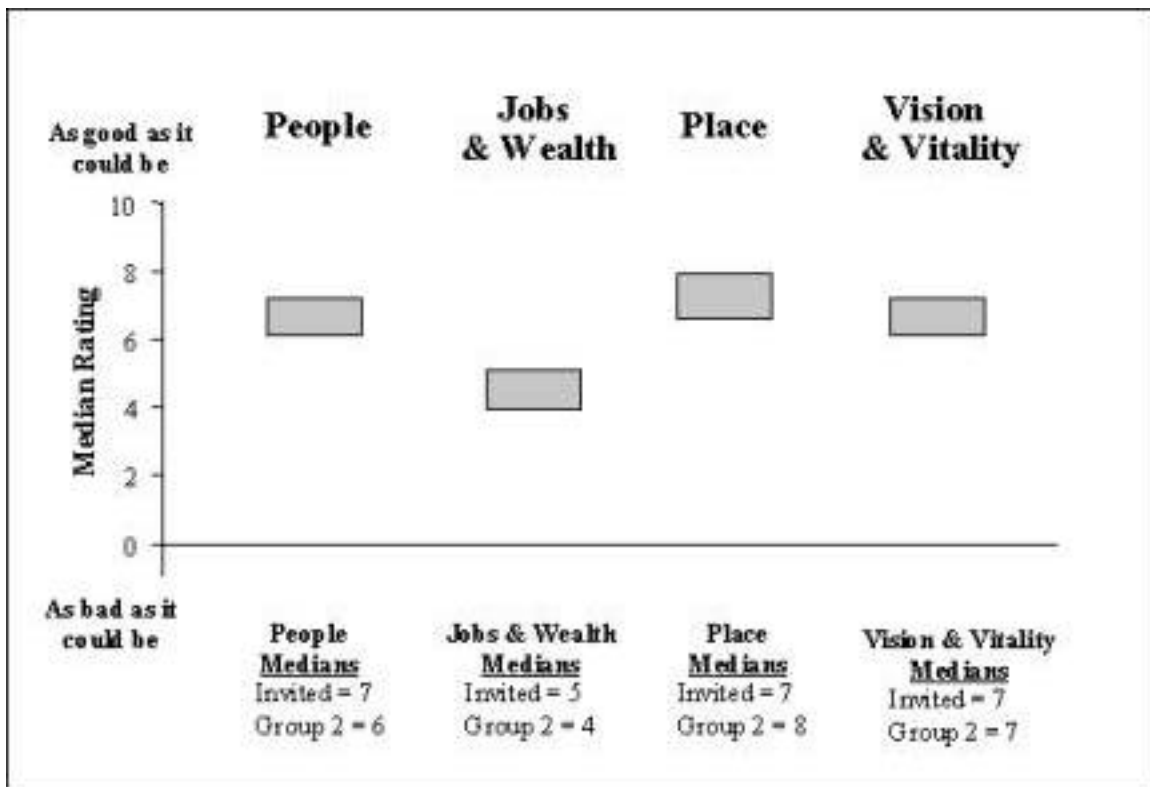 As good as it
could be
People
Jobs
& Wealth
Place
Vision
& Vitality
10
8
6
4
2
0
Median Rating
As bad as it
could be
People
Medians
Invited = 7
Group 2 = 6
Jobs & Wealth
Medians
Invited = 5
Group 2 = 4
Place
Medians
Invited = 7
Group 2 = 8
Vision & Vitality
Medians
Invited = 7
Group 2 = 7